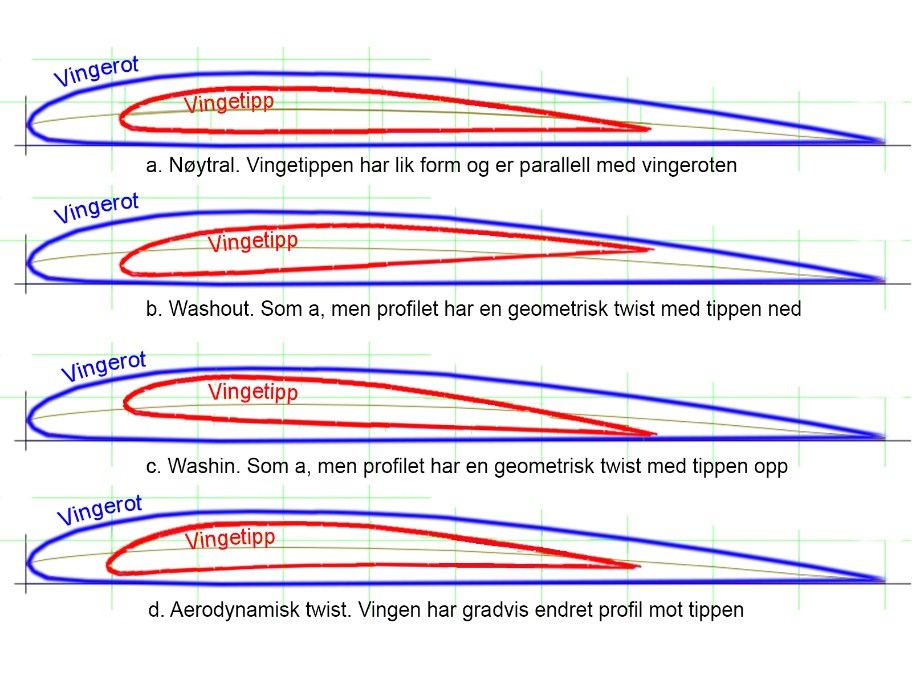 Vingerot
Vingetipp
a. Nøytral. Vingetippen har lik form og er parallell med vingeroten
Vingerot
Vingetipp
b. Washout. Som a, men profilet har en geometrisk twist med tippen ned
Vingerot
Vingetipp
c. Washin. Som a, men profilet har en geometrisk twist med tippen opp
Vingerot
Vingetipp
d. Aerodynamisk twist. Vingen har gradvis endret profil mot tippen